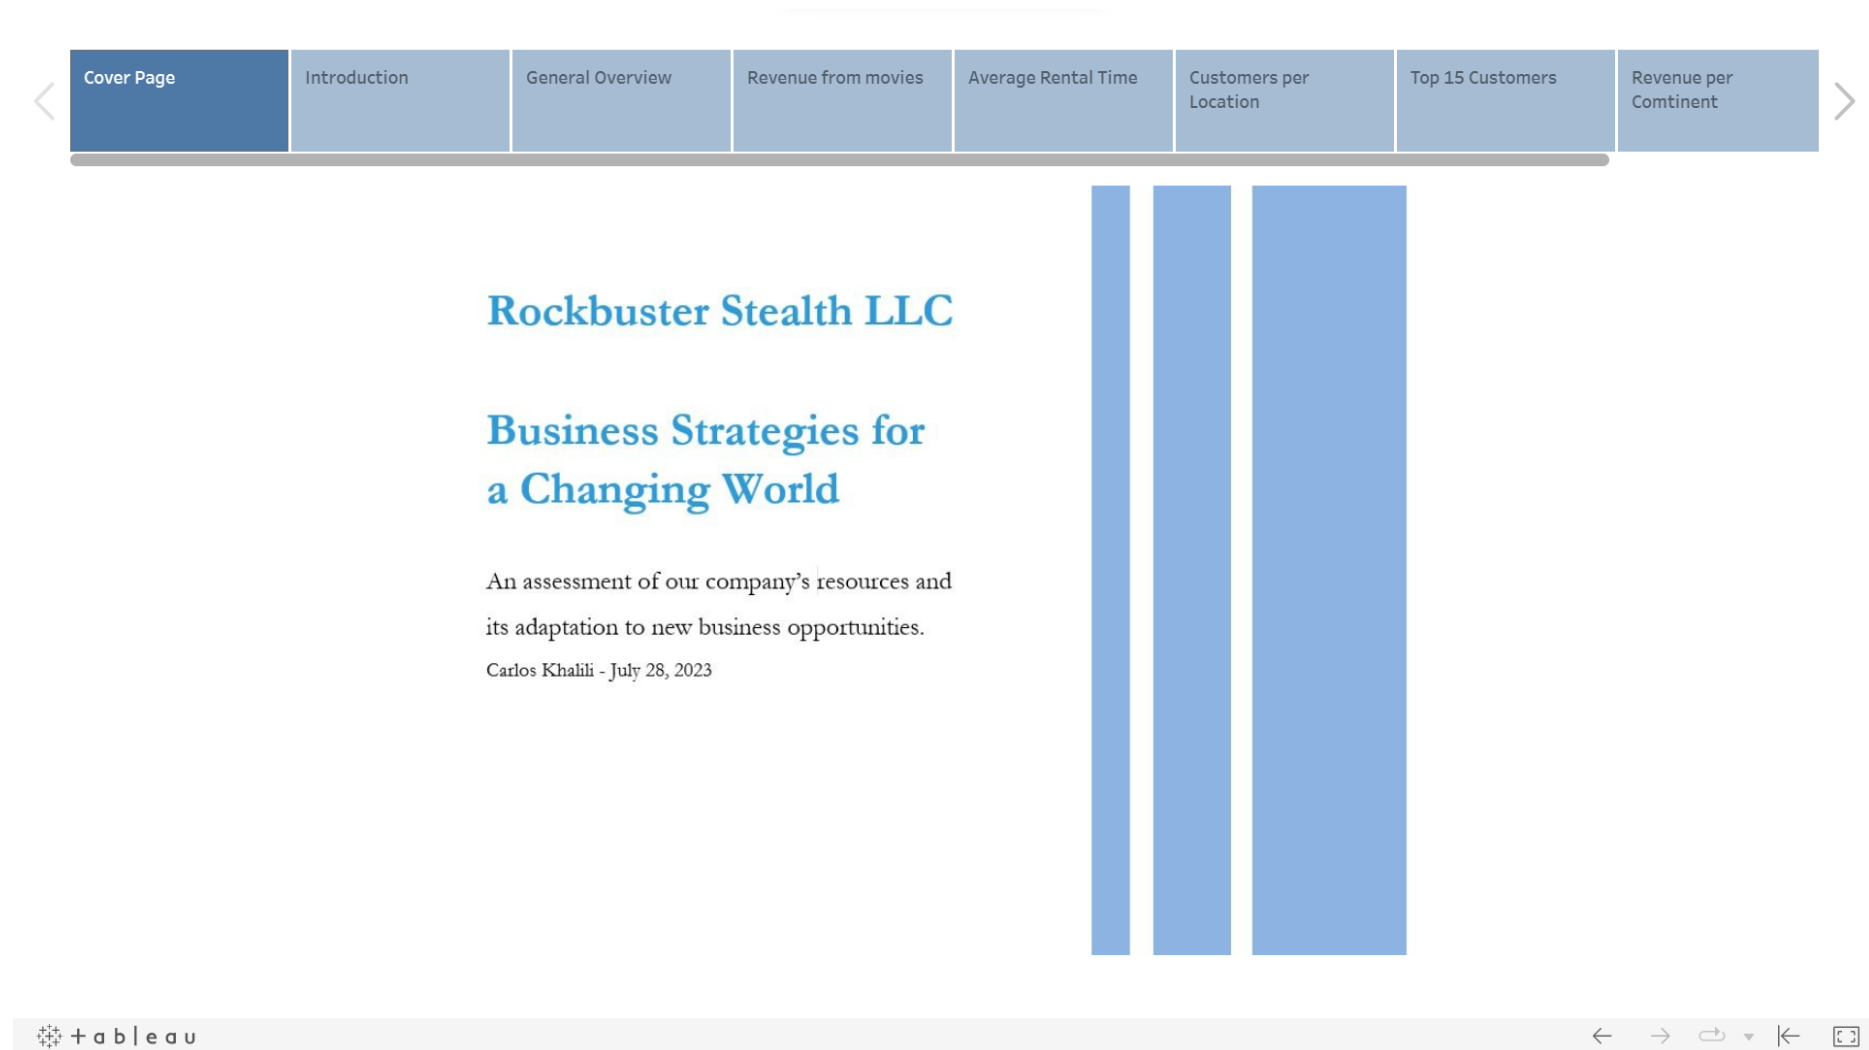 Cover Page
Introduction
General Overview
Revenue from movies
Average Rental Time
Customers per
Location
Top 15 Customers
Revenue per
Comtinent
Rockbuster Stealth LLC
Business Strategies for
a Changing World
An assessment of our company’s resources and
its adaptation to new business opportunities.
Carlos Khalili - July 28, 2023
+ableau